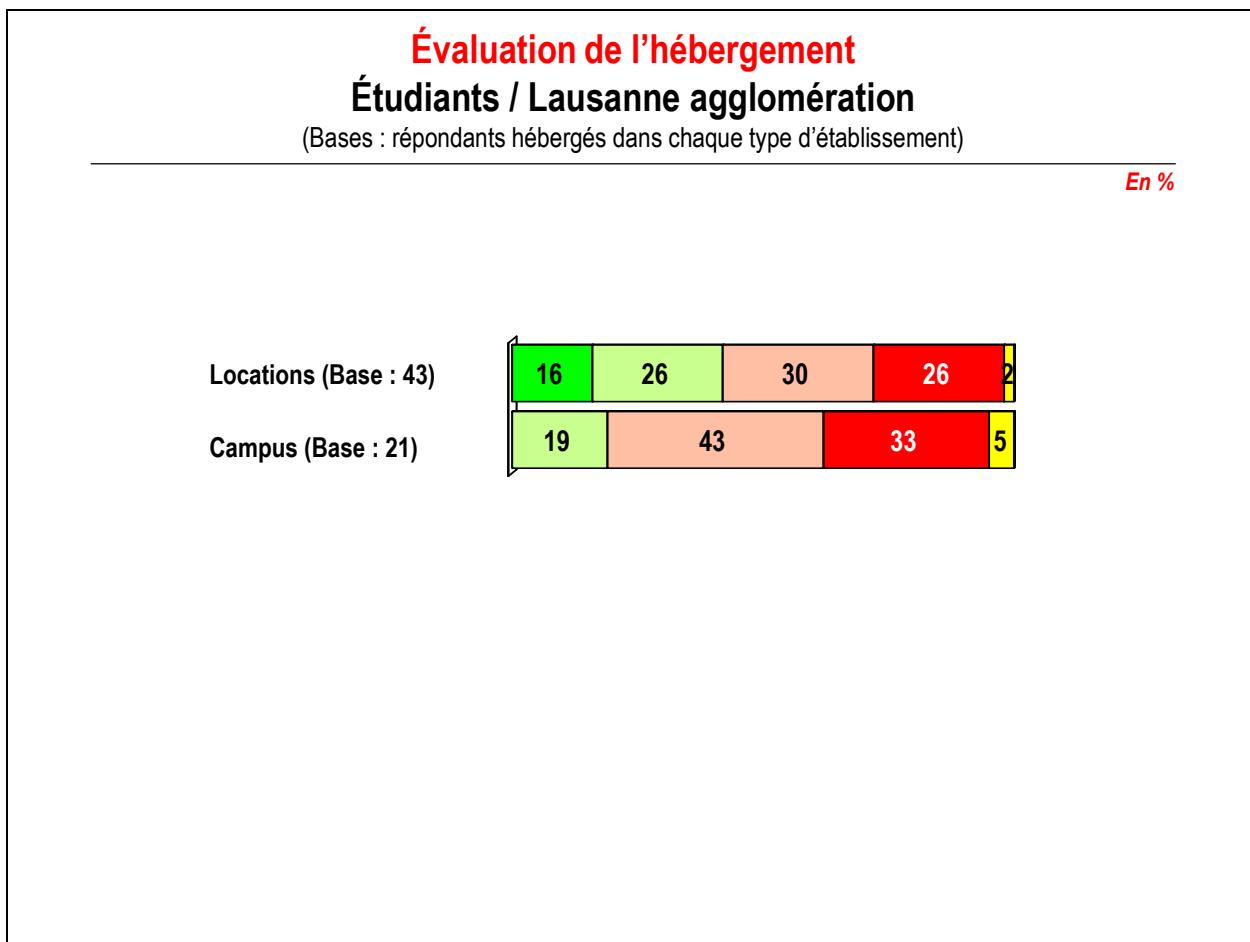 Évaluation de l’hébergement
Étudiants / Lausanne agglomération
(Bases : répondants hébergés dans chaque type d’établissement)
En %
Locations (Base : 43) 16 26 30 26 2
Campus (Base : 21) 19 43 33 5